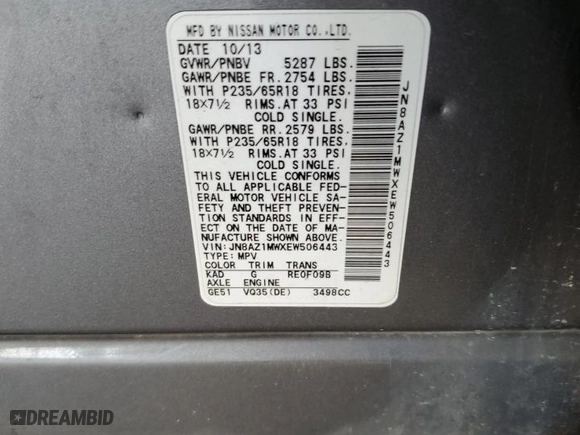 MFD BY NISSAN MOTOR CO.,LTD.
DATE 10/13
GVWR/PNBV 5287 LBS.
GAWR/PNBE FR. 2754 LBS.
WITH P235/65R18 TIRES.
18X7½ RIMS. AT 33 PSI
COLD SINGLE.
GAWR/PNBE RR. 2579 LBS.
WITH P235/65R18 TIRES.
18X7½ RIMS. AT 33 PSI
COLD SINGLE.
THIS VEHICLE CONFORMS
TO ALL APPLICABLE FED-
ERAL MOTOR VEHICLE SA-
FETY AND THEFT PREVEN-
TION STANDARDS IN EFF-
ECT ON THE DATE OF MA-
NUFACTURE SHOWN ABOVE.
VIN: JN8AZ1MWXEW506443
TYPE: MPV
COLOR TRIM TRANS
KAD G RE0F09B
AXLE ENGINE
GE51 VQ35(DE) 3498CC
JN8AZ1MWXEW506443
DREAMBID